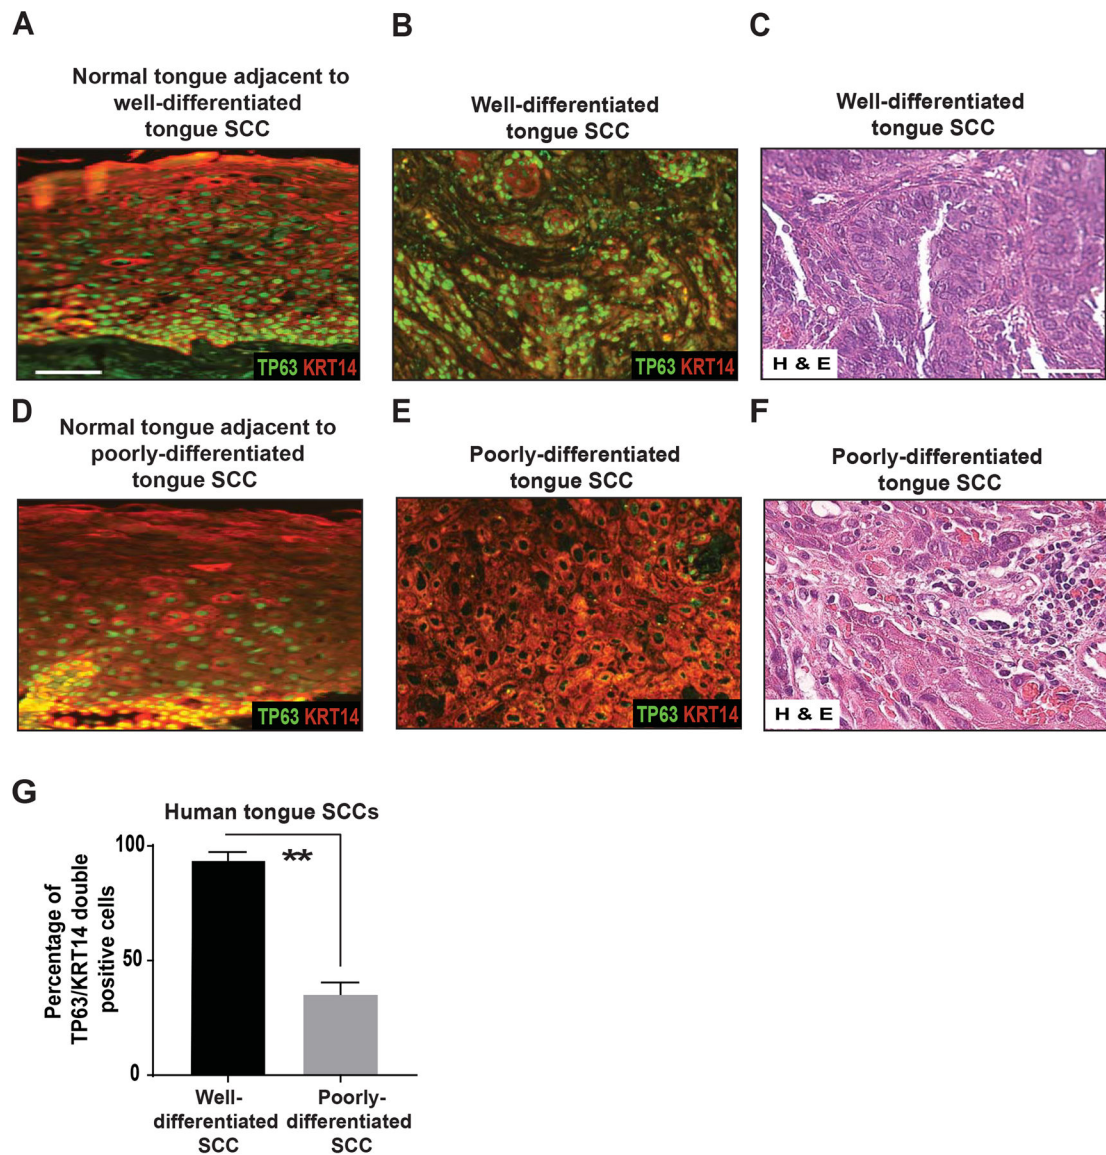 A
Normal tongue adjacent to
well-differentiated
tongue SCC
TP63 KRT14
B
Well-differentiated
tongue SCC
TP63 KRT14
C
Well-differentiated
tongue SCC
H & E
D
Normal tongue adjacent to
poorly-differentiated
tongue SCC
TP63 KRT14
E
Poorly-differentiated
tongue SCC
TP63 KRT14
F
Poorly-differentiated
tongue SCC
H & E
G
Human tongue SCCs
Percentage of
TP63/KRT14 double
positive cells
100
50
0
**
Well-
differentiated
SCC
Poorly-
differentiated
SCC